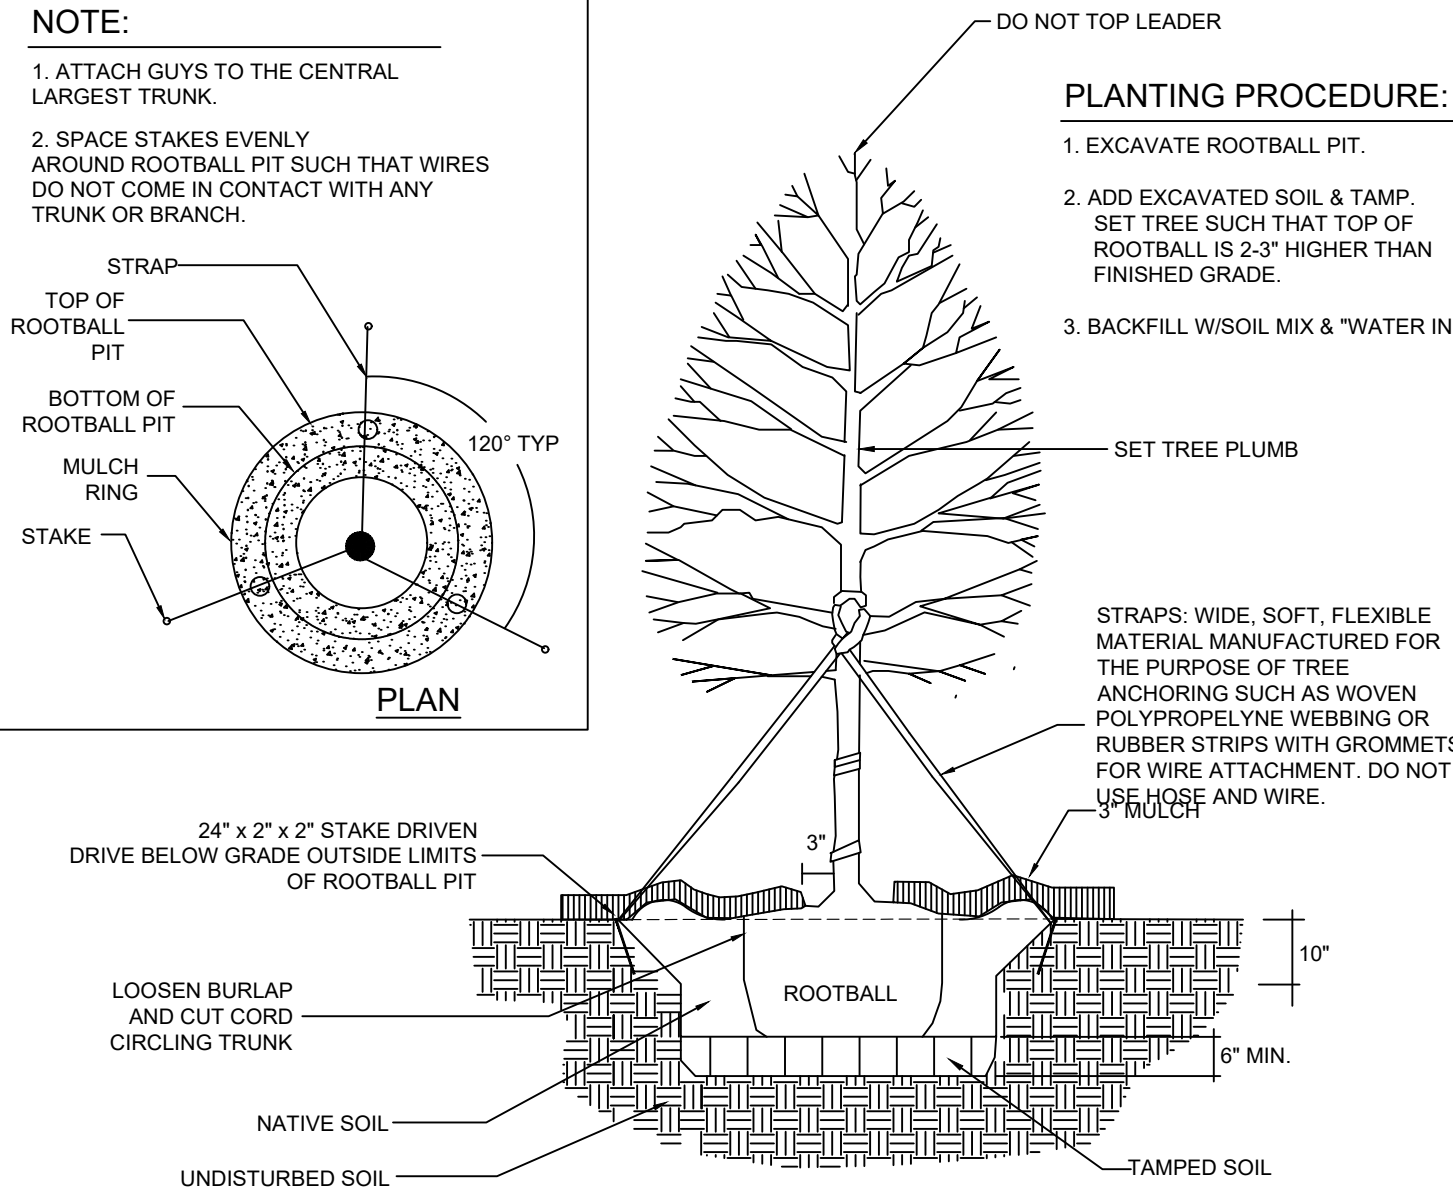 NOTE:
1. ATTACH GUYS TO THE CENTRAL
LARGEST TRUNK.
2. SPACE STAKES EVENLY
AROUND ROOTBALL PIT SUCH THAT WIRES
DO NOT COME IN CONTACT WITH ANY
TRUNK OR BRANCH.
STRAP
TOP OF
ROOTBALL
PIT
BOTTOM OF
ROOTBALL PIT
MULCH
RING
STAKE
120° TYP
PLAN
DO NOT TOP LEADER
PLANTING PROCEDURE:
1. EXCAVATE ROOTBALL PIT.
2. ADD EXCAVATED SOIL & TAMP.
SET TREE SUCH THAT TOP OF
ROOTBALL IS 2-3" HIGHER THAN
FINISHED GRADE.
3. BACKFILL W/SOIL MIX & "WATER IN
SET TREE PLUMB
STRAPS: WIDE, SOFT, FLEXIBLE
MATERIAL MANUFACTURED FOR
THE PURPOSE OF TREE
ANCHORING SUCH AS WOVEN
POLYPROPELYNE WEBBING OR
RUBBER STRIPS WITH GROMMETS
FOR WIRE ATTACHMENT. DO NOT
USE HOSE AND WIRE.
3" MULCH
24" x 2" x 2" STAKE DRIVEN
DRIVE BELOW GRADE OUTSIDE LIMITS
OF ROOTBALL PIT
3"
10"
LOOSEN BURLAP
AND CUT CORD
CIRCLING TRUNK
ROOTBALL
6" MIN.
NATIVE SOIL
UNDISTURBED SOIL
TAMPED SOIL